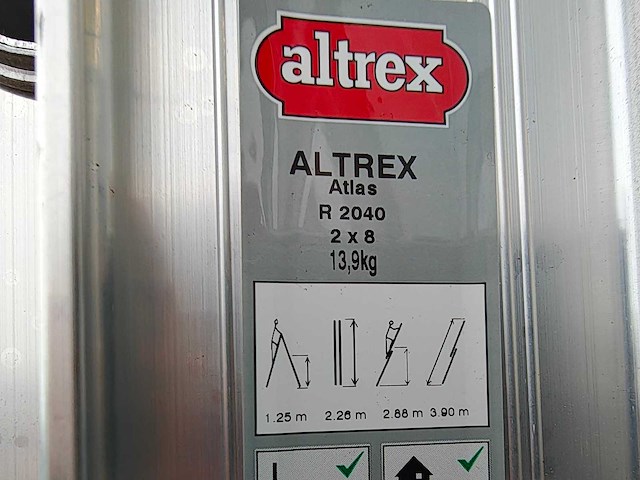 altrex
ALTREX
Atlas
R 2040
2 x 8
13,9kg
1.25 m 2.26 m 2.88 m 3.90 m